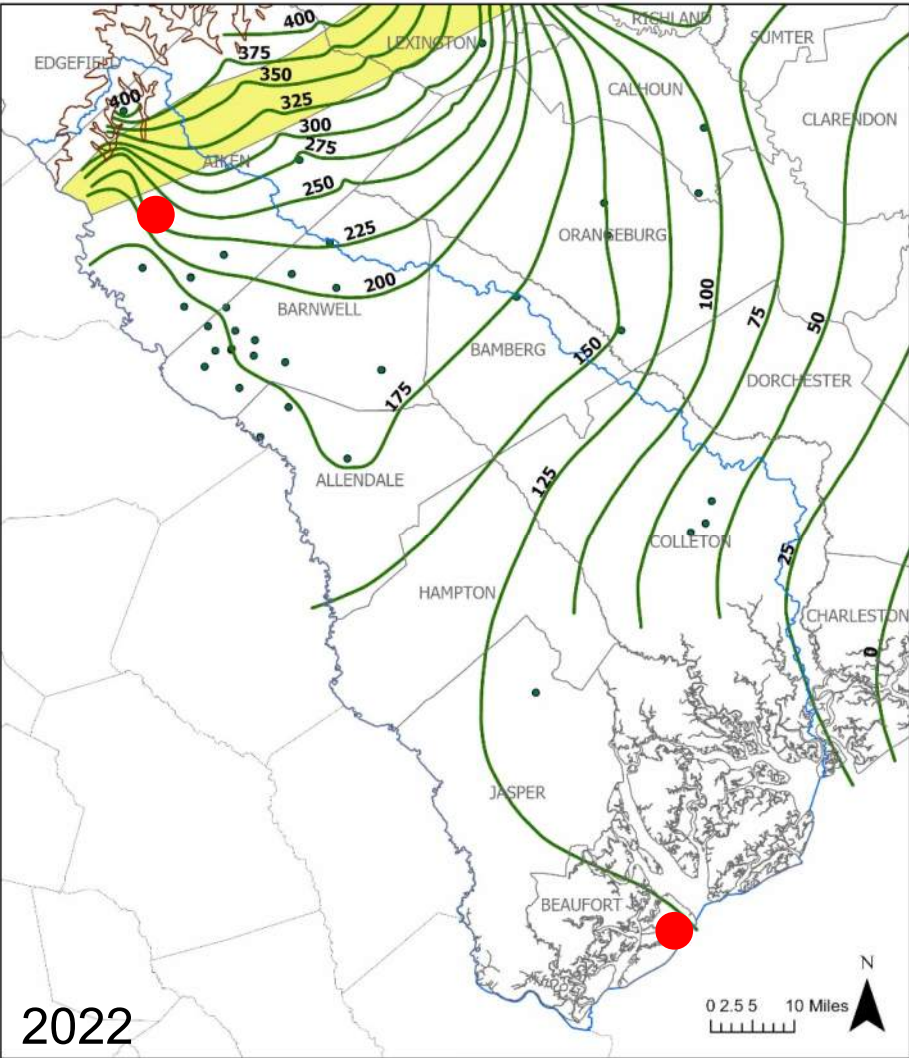 400
RICHLAND
SUMTER
LEXINGTON
375
EDGEFIELD
350
CALHOUN
400
325
CLARENDON
300
275
AIKEN
250
225
ORANGEBURG
200
100
BARNWELL
75
50
150
BAMBERG
DORCHESTER
175
ALLENDALE
125
COLLETON
25
HAMPTON
CHARLESTON
0
JASPER
BEAUFORT
N
0 2.5 5 10 Miles
2022